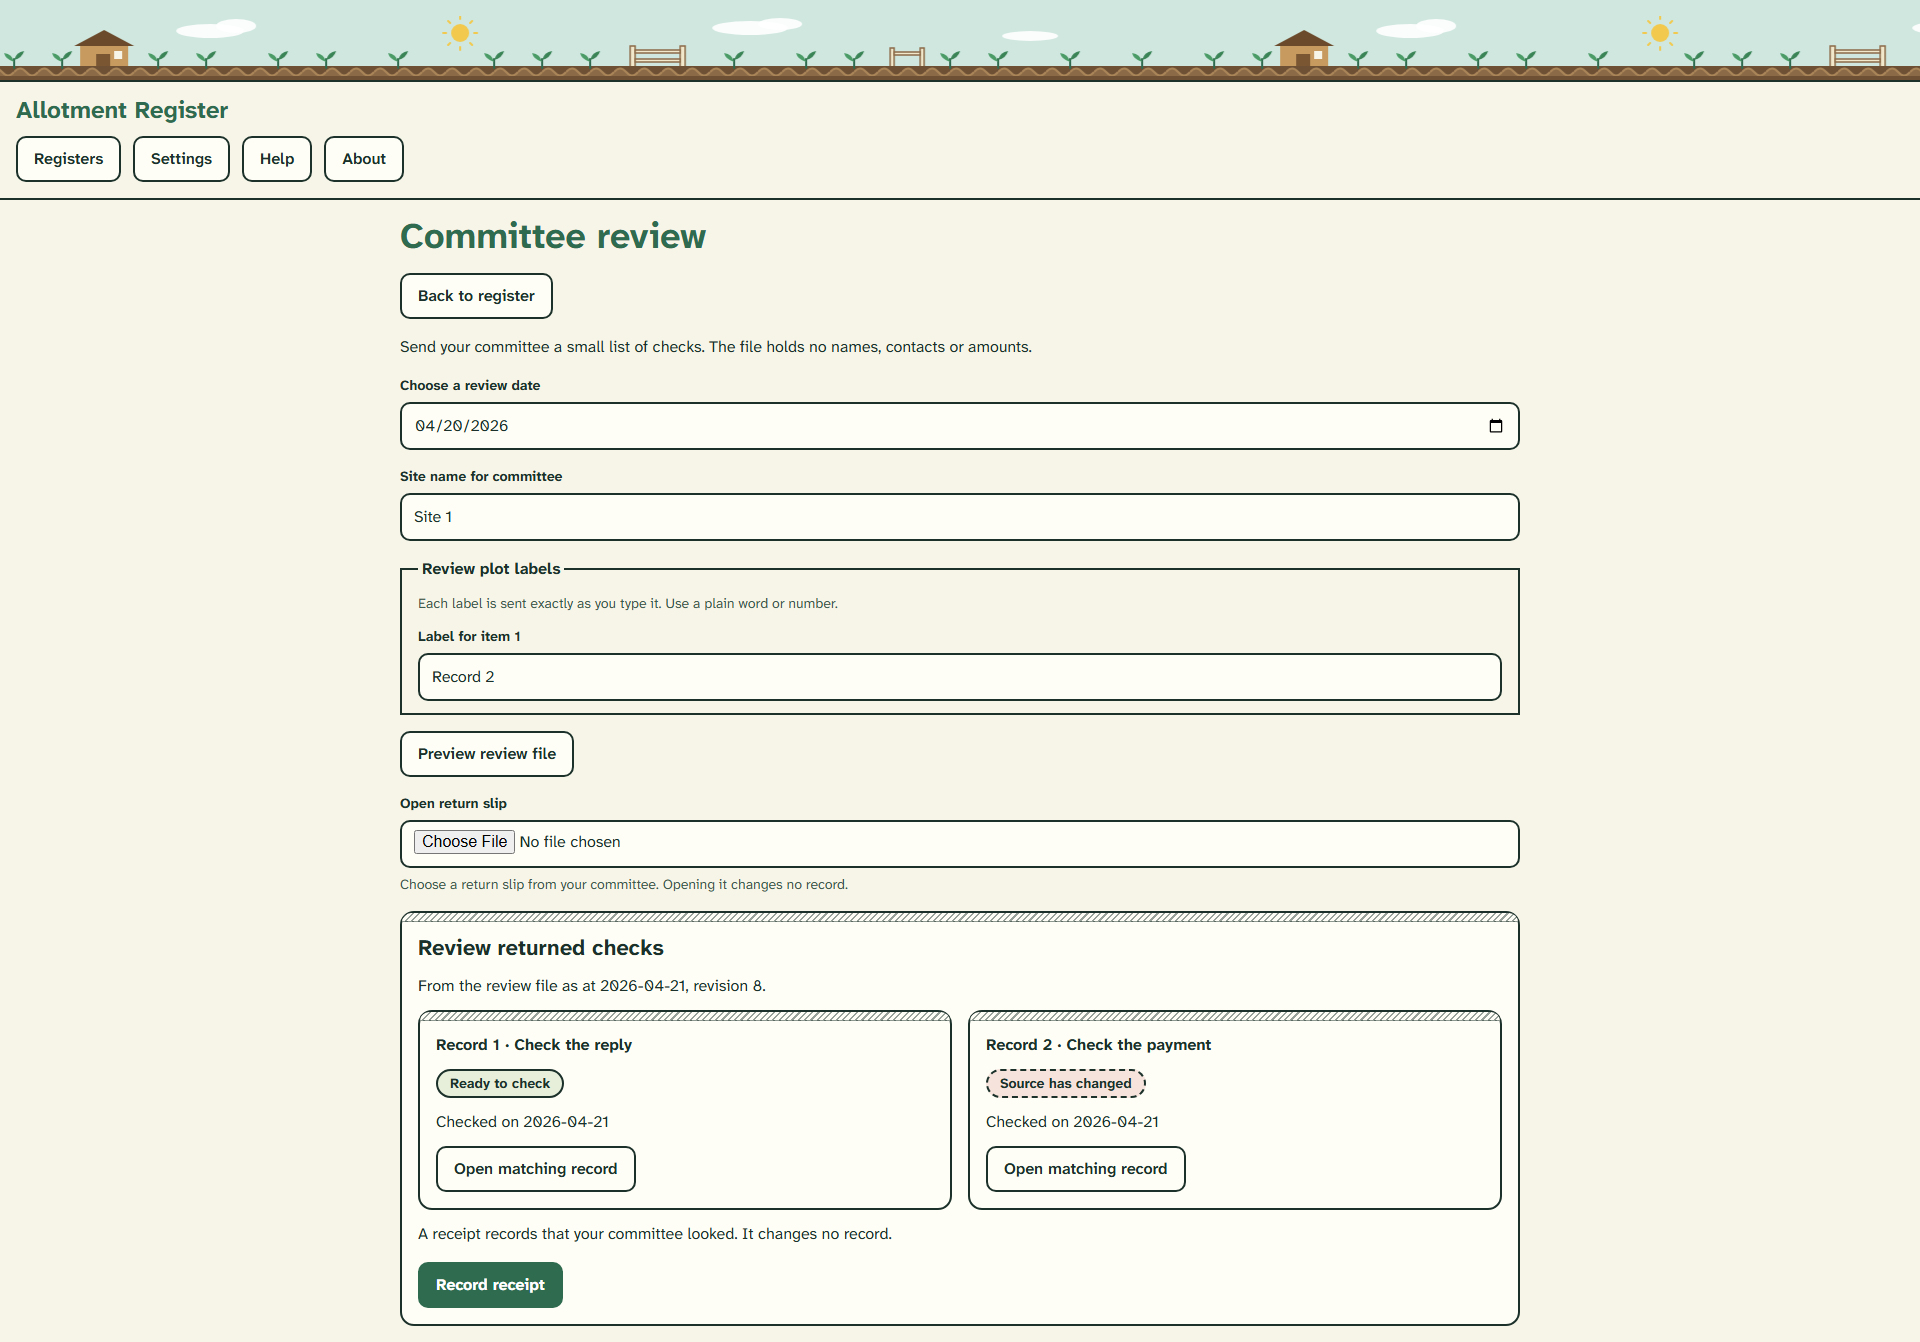 Allotment Register
Registers
Settings
Help
About
Committee review
Back to register
Send your committee a small list of checks. The file holds no names, contacts or amounts.
Choose a review date
04/20/2026
Site name for committee
Site 1
Review plot labels
Each label is sent exactly as you type it. Use a plain word or number.
Label for item 1
Record 2
Preview review file
Open return slip
Choose File No file chosen
Choose a return slip from your committee. Opening it changes no record.
Review returned checks
From the review file as at 2026-04-21, revision 8.
Record 1 · Check the reply
Ready to check
Checked on 2026-04-21
Open matching record
Record 2 · Check the payment
Source has changed
Checked on 2026-04-21
Open matching record
A receipt records that your committee looked. It changes no record.
Record receipt